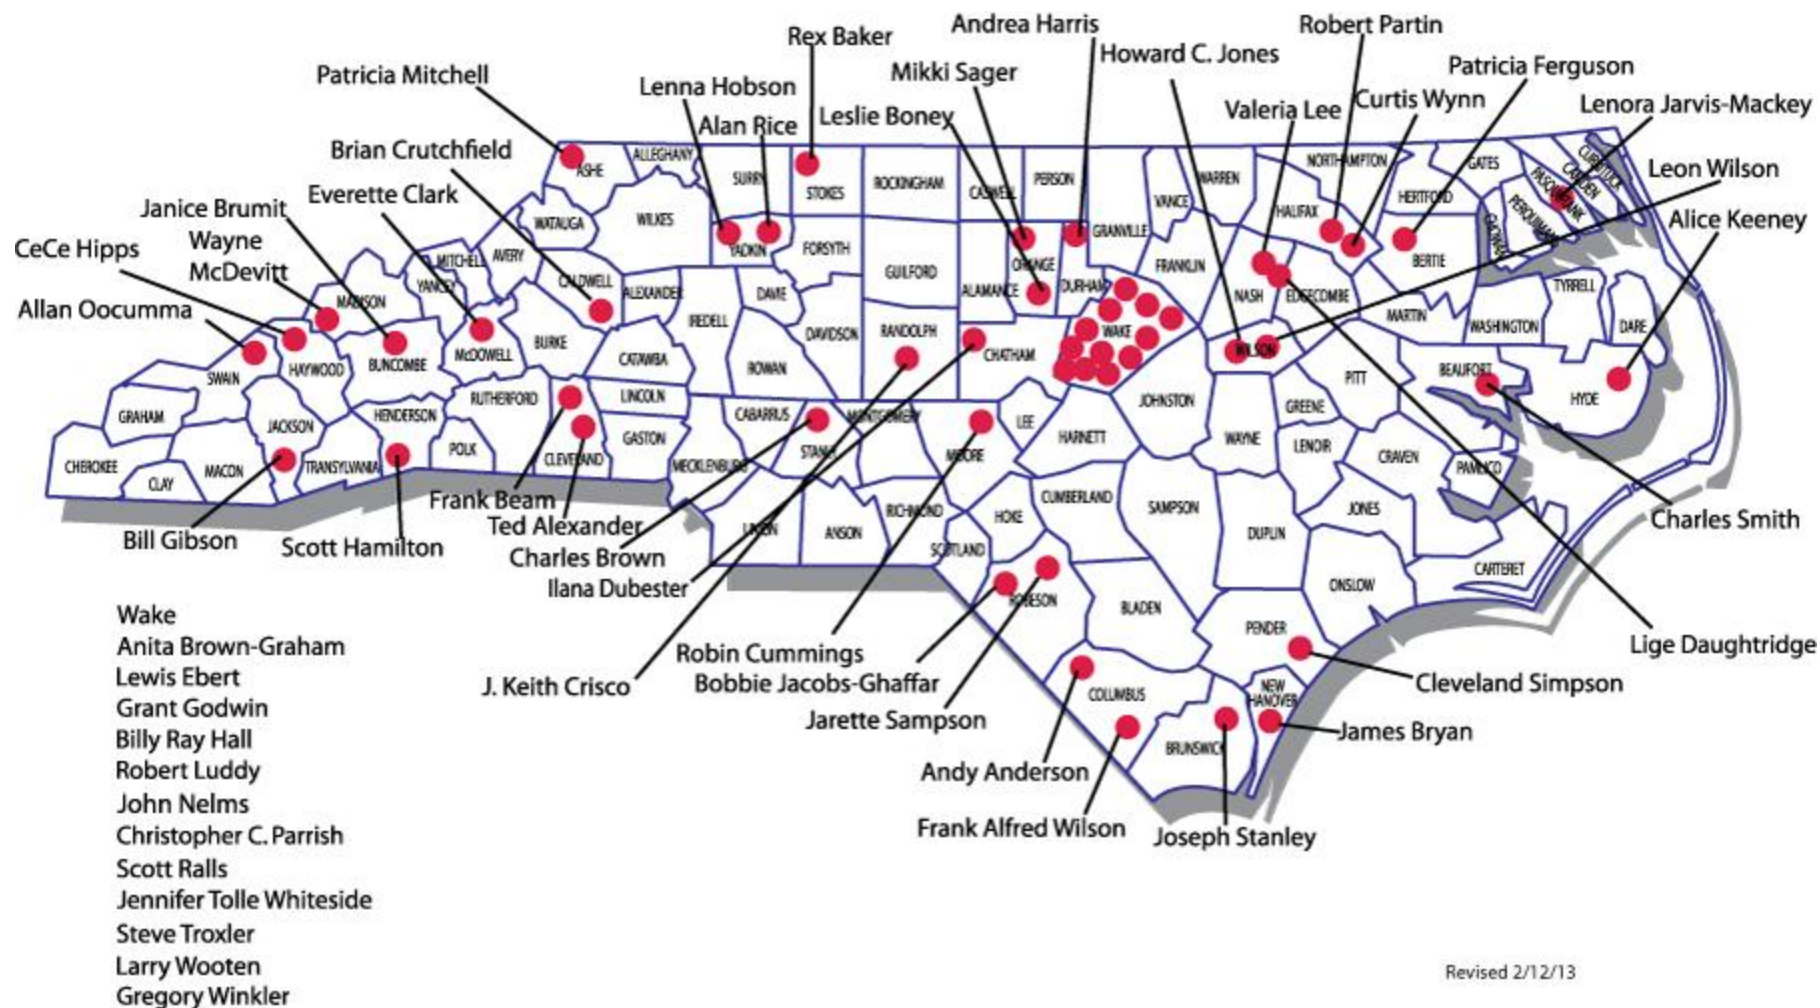 Andrea Harris
Robert Partin
Rex Baker
Howard C. Jones
Patricia Mitchell
Mikki Sager
Patricia Ferguson
Lenna Hobson
Curtis Wynn
Lenora Jarvis-Mackey
Leslie Boney
Valeria Lee
Alan Rice
Brian Crutchfield
Leon Wilson
Everette Clark
Janice Brumit
Alice Keeney
Wayne
McDevitt
CeCe Hipps
Allan Oocumma
ALLEGHANY
ASHE
SURRY
STOKES
ROCKINGHAM
CASWELL
PERSON
VANCE
WARREN
NORTHAMPTON
GATES
CURRITUCK
CAMDEN
PASQUOTANK
PERQUIMANS
CHOWAN
HERTFORD
HALIFAX
WATAUGA
WILKES
YADKIN
FORSYTH
GUILFORD
ALAMANCE
ORANGE
DURHAM
GRANVILLE
FRANKLIN
NASH
EDGECOMBE
BERTIE
MARTIN
WASHINGTON
TYRRELL
DARE
MITCHELL
AVERY
YANCEY
MADISON
CALDWELL
ALEXANDER
IREDELL
DAVIE
DAVIDSON
RANDOLPH
CHATHAM
WAKE
WILSON
PITT
BEAUFORT
HYDE
SWAIN
HAYWOOD
BUNCOMBE
McDOWELL
BURKE
CATAWBA
ROWAN
GRAHAM
JACKSON
HENDERSON
RUTHERFORD
LINCOLN
CABARRUS
MONTGOMERY
LEE
JOHNSTON
GREENE
CHEROKEE
CLAY
MACON
TRANSYLVANIA
POLK
CLEVELAND
GASTON
MECKLENBURG
STANLY
MOORE
HARNETT
WAYNE
LENOIR
CRAVEN
PAMLICO
UNION
ANSON
RICHMOND
HOKE
SCOTLAND
CUMBERLAND
SAMPSON
DUPLIN
JONES
CARTERET
ONSLOW
ROBESON
BLADEN
PENDER
COLUMBUS
BRUNSWICK
NEW
HANOVER
Frank Beam
Ted Alexander
Charles Brown
Ilana Dubester
Bill Gibson
Scott Hamilton
Charles Smith
Lige Daughtridge
Robin Cummings
Bobbie Jacobs-Ghaffar
J. Keith Crisco
Jarette Sampson
Cleveland Simpson
James Bryan
Andy Anderson
Frank Alfred Wilson
Joseph Stanley
Wake
Anita Brown-Graham
Lewis Ebert
Grant Godwin
Billy Ray Hall
Robert Luddy
John Nelms
Christopher C. Parrish
Scott Ralls
Jennifer Tolle Whiteside
Steve Troxler
Larry Wooten
Gregory Winkler
Revised 2/12/13